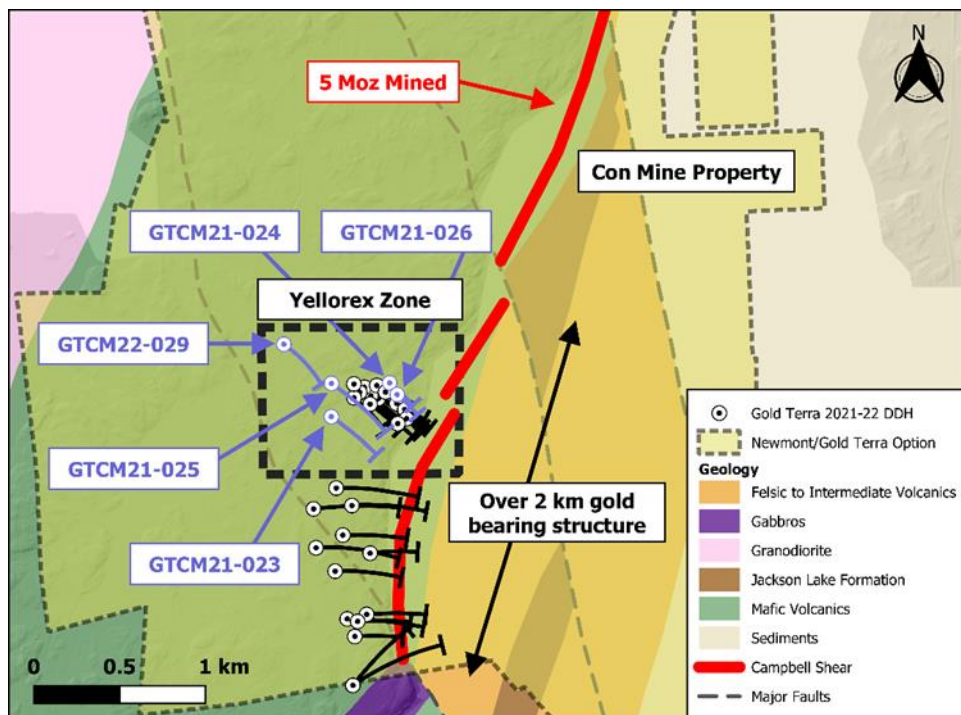 N
5 Moz Mined
Con Mine Property
GTCM21-024
GTCM21-026
Yellorex Zone
GTCM22-029
GTCM21-025
GTCM21-023
Over 2 km gold
bearing structure
0 0.5 1 km
Gold Terra 2021-22 DDH
Newmont/Gold Terra Option
Geology
Felsic to Intermediate Volcanics
Gabbros
Granodiorite
Jackson Lake Formation
Mafic Volcanics
Sediments
Campbell Shear
Major Faults